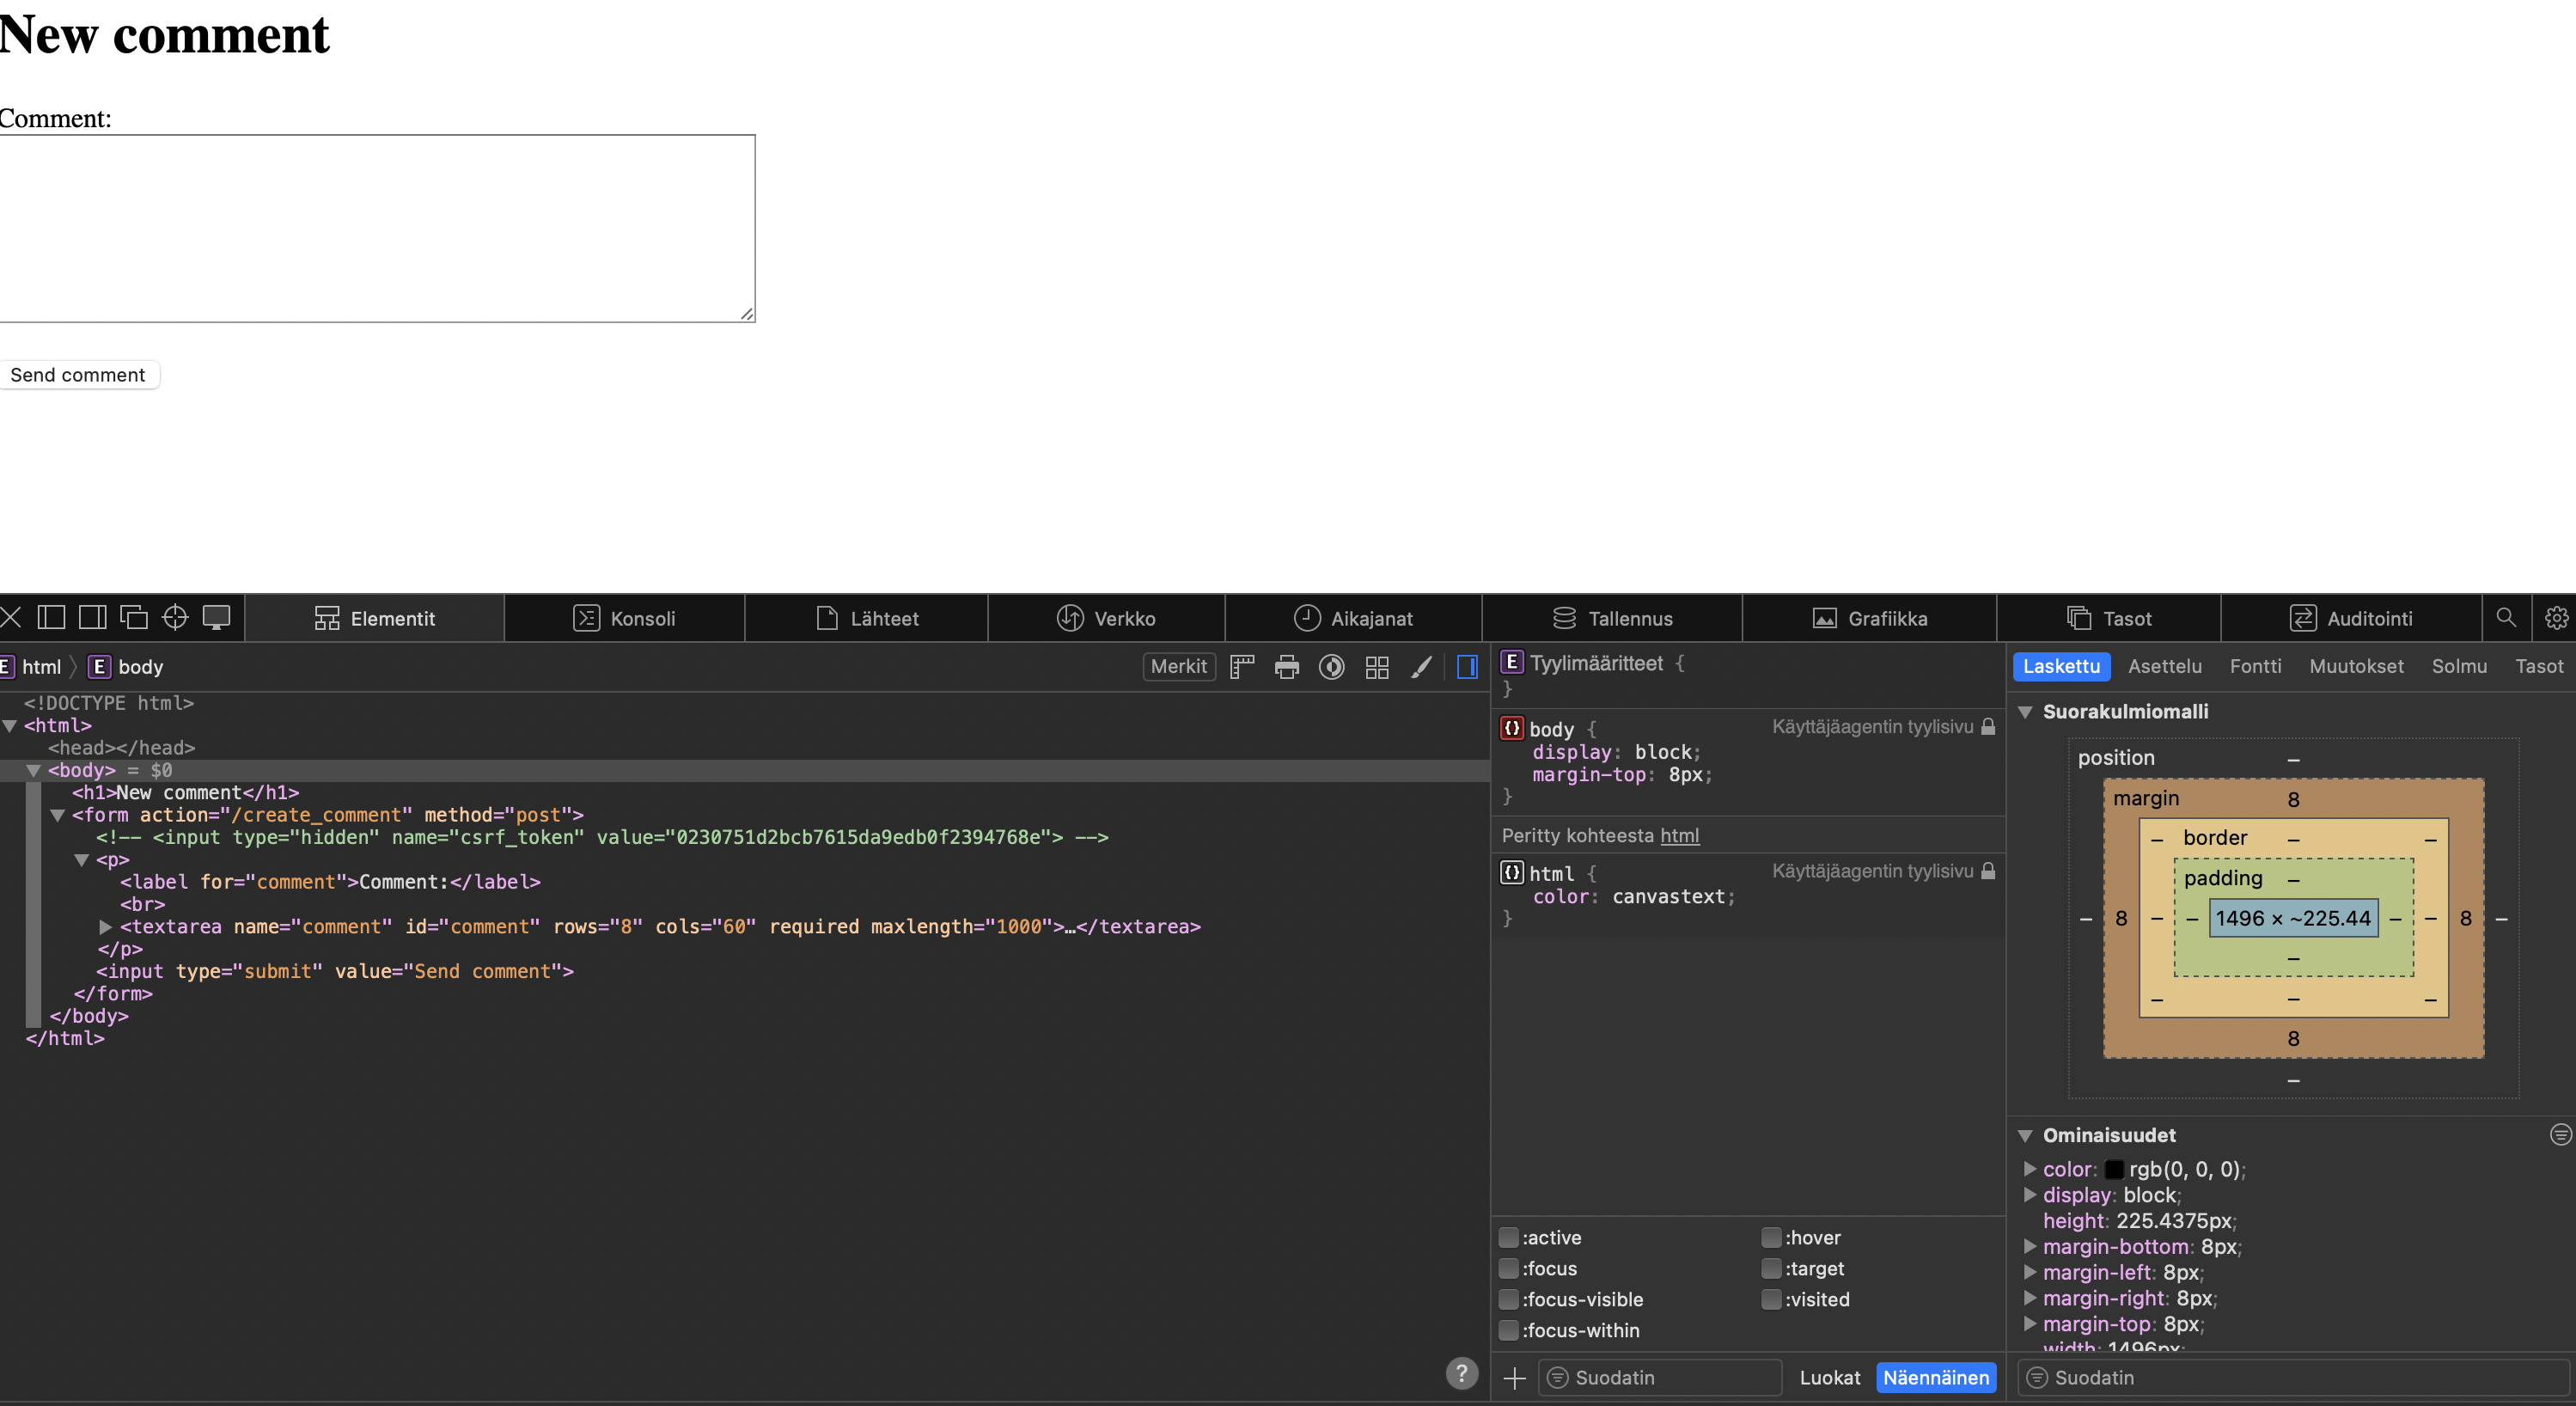 New comment
Comment:
Send comment
Elementit Konsoli Lähteet Verkko Aikajanat Tallennus Grafiikka Tasot Auditointi
E html E body Merkit
<!DOCTYPE html>
<html>
<head></head>
<body> = $0
<h1>New comment</h1>
<form action="/create_comment" method="post">
<!-- <input type="hidden" name="csrf_token" value="0230751d2bcb7615da9edb0f2394768e"> -->
<p>
<label for="comment">Comment:</label>
<br>
<textarea name="comment" id="comment" rows="8" cols="60" required maxlength="1000">…</textarea>
</p>
<input type="submit" value="Send comment">
</form>
</body>
</html>
?
E Tyylimääritteet {
}
{} body { Käyttäjäagentin tyylisivu
display: block;
margin-top: 8px;
}
Peritty kohteesta html
{} html { Käyttäjäagentin tyylisivu
color: canvastext;
}
:active :hover
:focus :target
:focus-visible :visited
:focus-within
Suodatin Luokat Näennäinen
Laskettu Asettelu Fontti Muutokset Solmu Tasot
Suorakulmiomalli
position –
margin 8
– border – –
padding –
– 8 – – 1496 × ~225.44 – – 8 –
–
– – –
8
–
Ominaisuudet
color: rgb(0, 0, 0);
display: block;
height: 225.4375px;
margin-bottom: 8px;
margin-left: 8px;
margin-right: 8px;
margin-top: 8px;
width: 1496px;
Suodatin